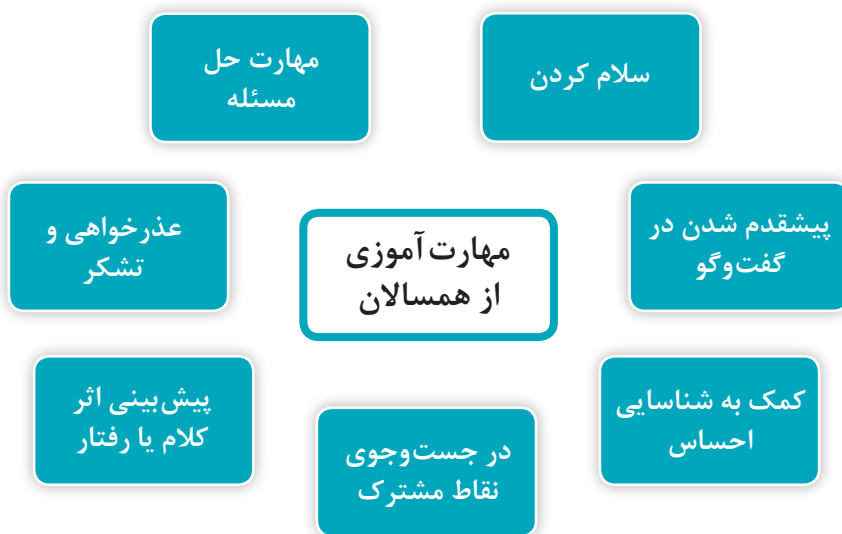 سلام کردن
مهارت حل
مسئله
پیشقدم شدن در
گفت‌وگو
عذرخواهی و
تشکر
مهارت‌آموزی
از همسالان
کمک به شناسایی
احساس
پیش‌بینی اثر
کلام یا رفتار
در جست‌وجوی
نقاط مشترک